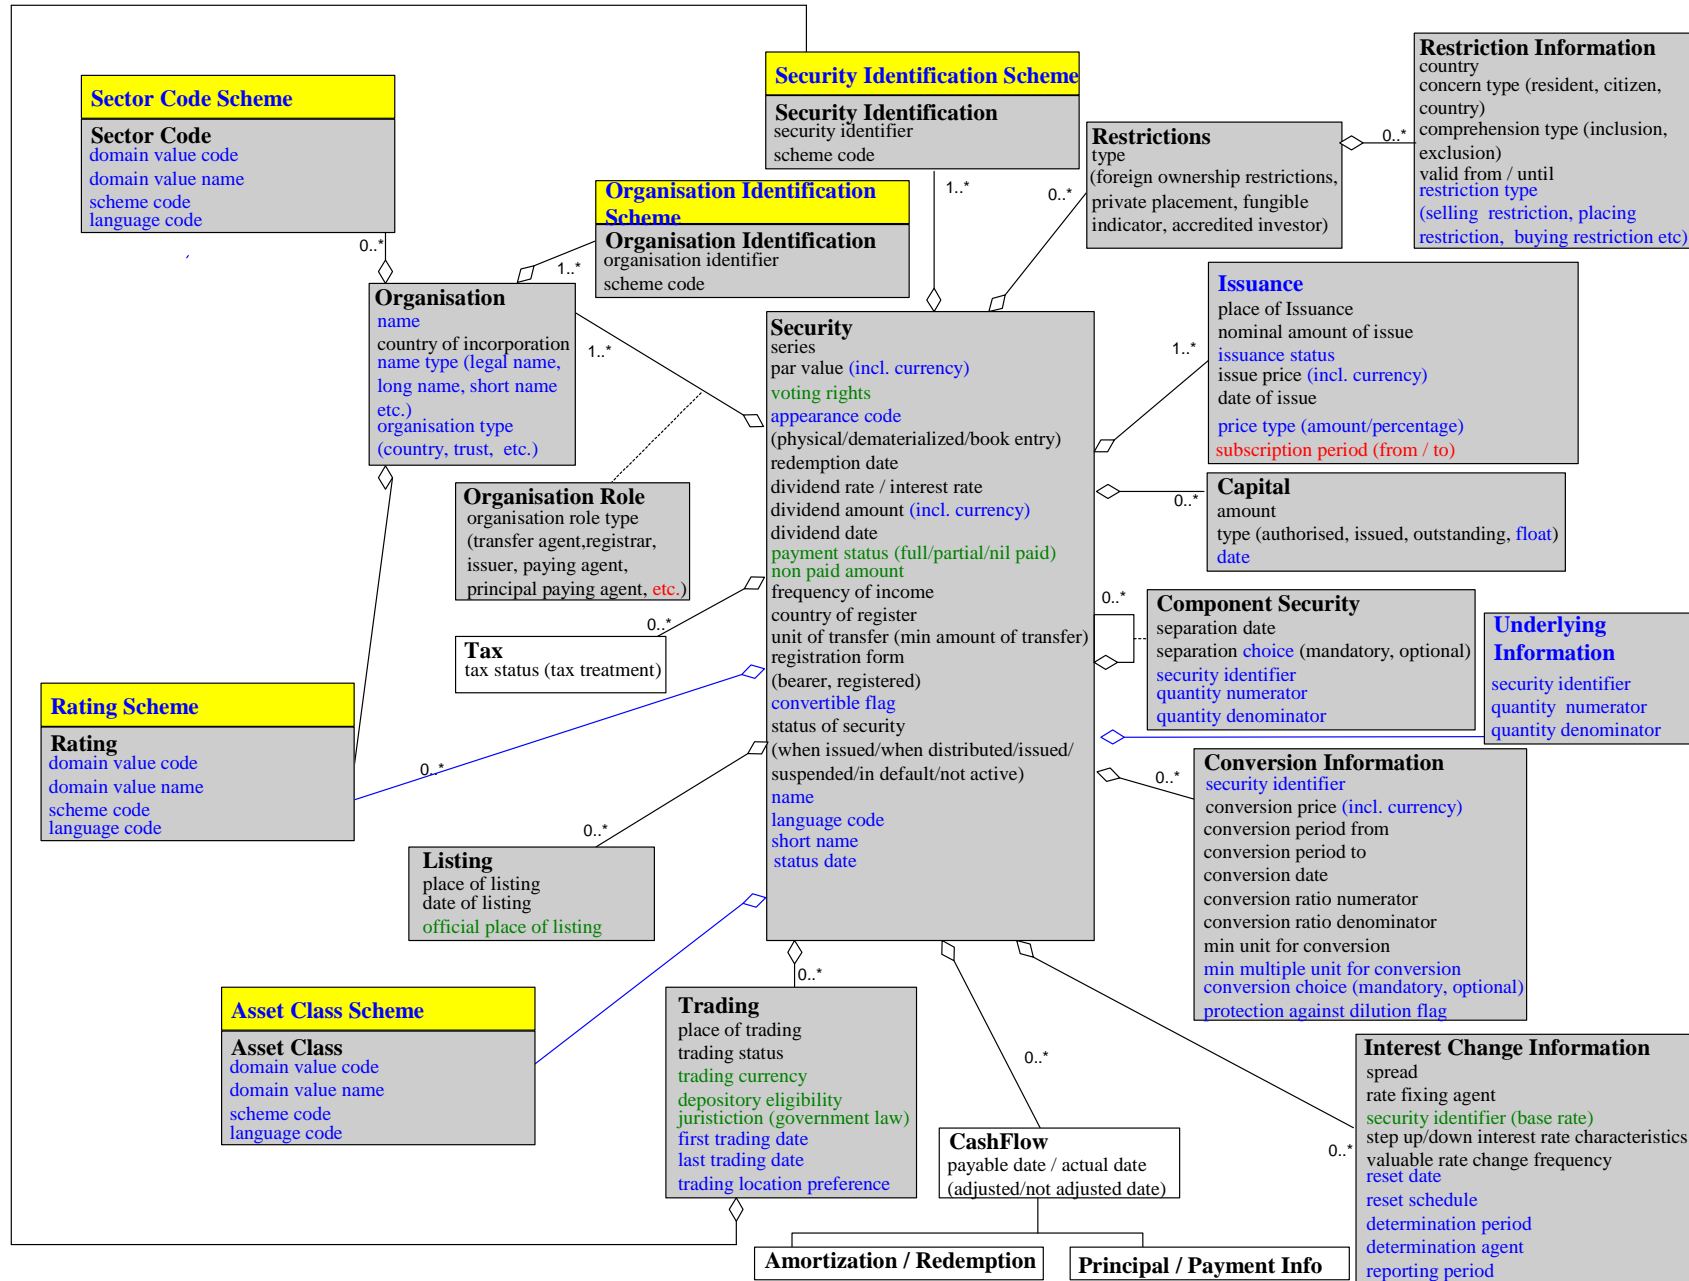 Sector Code Scheme
Sector Code
domain value code
domain value name
scheme code
language code
0..*
Security Identification Scheme
Security Identification
security identifier
scheme code
1..*
Organisation Identification
Scheme
Organisation Identification
organisation identifier
scheme code
1..*
Restrictions
type
(foreign ownership restrictions,
private placement, fungible
indicator, accredited investor)
0..*
0..*
Restriction Information
country
concern type (resident, citizen,
country)
comprehension type (inclusion,
exclusion)
valid from / until
restriction type
(selling restriction, placing
restriction, buying restriction etc)
Organisation
name
country of incorporation
name type (legal name,
long name, short name
etc.)
organisation type
(country, trust, etc.)
1..*
Organisation Role
organisation role type
(transfer agent,registrar,
issuer, paying agent,
principal paying agent, etc.)
0..*
Tax
tax status (tax treatment)
Rating Scheme
Rating
domain value code
domain value name
scheme code
language code
0..*
Security
series
par value (incl. currency)
voting rights
appearance code
(physical/dematerialized/book entry)
redemption date
dividend rate / interest rate
dividend amount (incl. currency)
dividend date
payment status (full/partial/nil paid)
non paid amount
frequency of income
country of register
unit of transfer (min amount of transfer)
registration form
(bearer, registered)
convertible flag
status of security
(when issued/when distributed/issued/
suspended/in default/not active)
name
language code
short name
status date
Issuance
place of Issuance
nominal amount of issue
issuance status
issue price (incl. currency)
date of issue
price type (amount/percentage)
subscription period (from / to)
1..*
Capital
amount
type (authorised, issued, outstanding, float)
date
0..*
0..*
Component Security
separation date
separation choice (mandatory, optional)
security identifier
quantity numerator
quantity denominator
Underlying
Information
security identifier
quantity numerator
quantity denominator
0..*
Conversion Information
security identifier
conversion price (incl. currency)
conversion period from
conversion period to
conversion date
conversion ratio numerator
conversion ratio denominator
min unit for conversion
min multiple unit for conversion
conversion choice (mandatory, optional)
protection against dilution flag
0..*
Listing
place of listing
date of listing
official place of listing
Asset Class Scheme
Asset Class
domain value code
domain value name
scheme code
language code
0..*
Trading
place of trading
trading status
trading currency
depository eligibility
juristiction (government law)
first trading date
last trading date
trading location preference
0..*
CashFlow
payable date / actual date
(adjusted/not adjusted date)
Amortization / Redemption
Principal / Payment Info
0..*
Interest Change Information
spread
rate fixing agent
security identifier (base rate)
step up/down interest rate characteristics
valuable rate change frequency
reset date
reset schedule
determination period
determination agent
reporting period